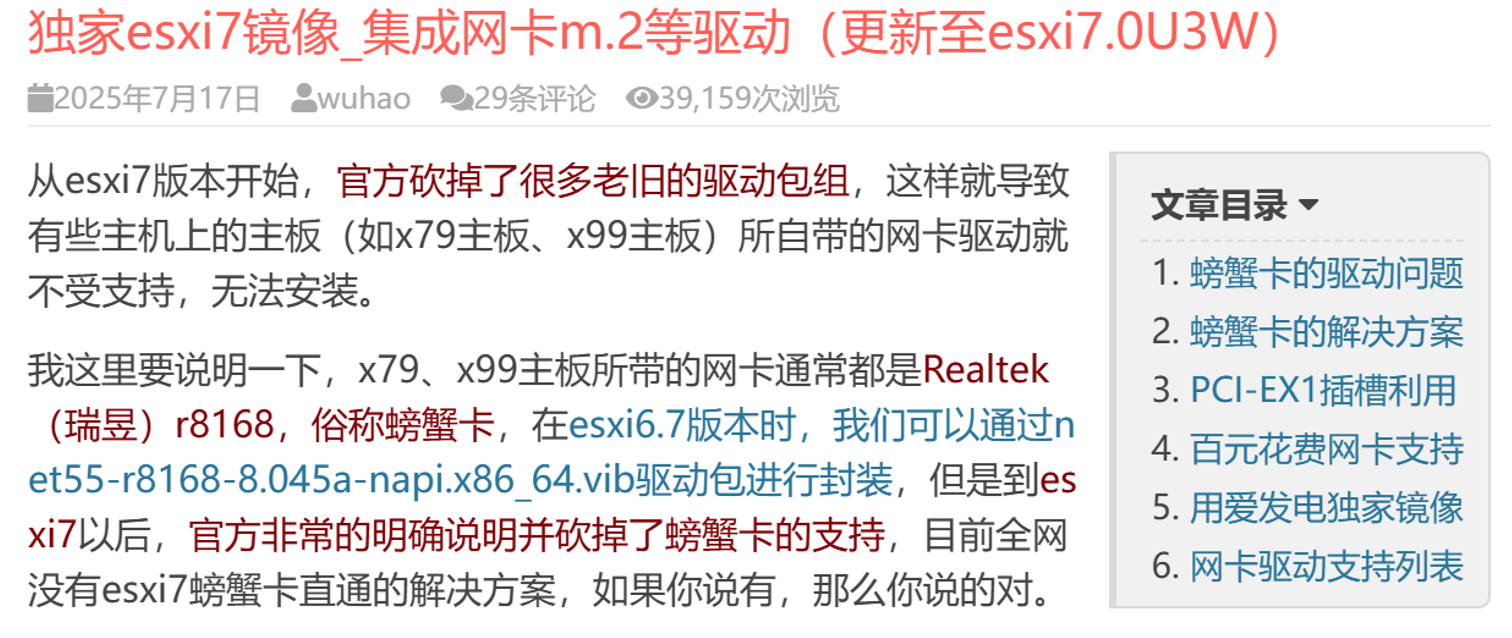 独家esxi7镜像_集成网卡m.2等驱动（更新至esxi7.0U3W）
2025年7月17日 wuhao 29条评论 39,159次浏览
从esxi7版本开始，官方砍掉了很多老旧的驱动包组，这样就导致
有些主机上的主板（如x79主板、x99主板）所自带的网卡驱动就
不受支持，无法安装。
我这里要说明一下，x79、x99主板所带的网卡通常都是Realtek
（瑞昱）r8168，俗称螃蟹卡，在esxi6.7版本时，我们可以通过n
et55-r8168-8.045a-napi.x86_64.vib驱动包进行封装，但是到es
xi7以后，官方非常的明确说明并砍掉了螃蟹卡的支持，目前全网
没有esxi7螃蟹卡直通的解决方案，如果你说有，那么你说的对。
文章目录
1. 螃蟹卡的驱动问题
2. 螃蟹卡的解决方案
3. PCI-EX1插槽利用
4. 百元花费网卡支持
5. 用爱发电独家镜像
6. 网卡驱动支持列表